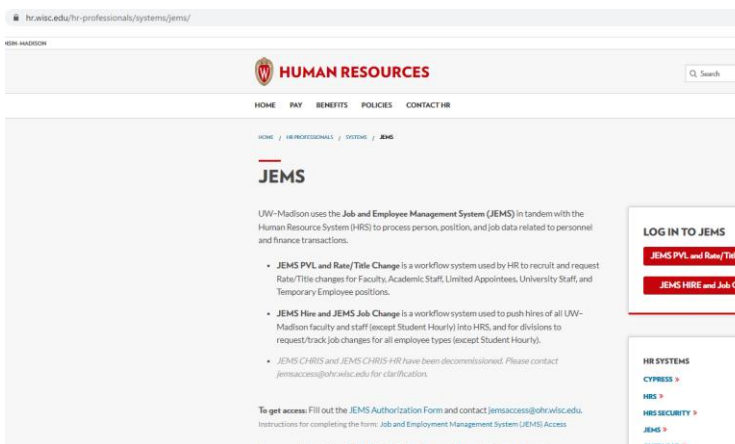 hr.wisc.edu/hr-professionals/systems/jems/
HUMAN RESOURCES
Search
HOME PAY BENEFITS POLICIES CONTACT HR
HOME / HR PROFESSIONALS / SYSTEMS / JEMS
JEMS
UW–Madison uses the Job and Employee Management System (JEMS) in tandem with the
Human Resource System (HRS) to process person, position, and job data related to personnel
and finance transactions.
• JEMS PVL and Rate/Title Change is a workflow system used by HR to recruit and request
Rate/Title changes for Faculty, Academic Staff, Limited Appointees, University Staff, and
Temporary Employee positions.
• JEMS Hire and JEMS Job Change is a workflow system used to push hires of all UW–
Madison faculty and staff (except Student Hourly) into HRS, and for divisions to
request/track job changes for all employee types (except Student Hourly).
• JEMS CHRIS and JEMS CHRIS-HR have been decommissioned. Please contact
jemsaccess@ohr.wisc.edu for clarification.
To get access: Fill out the JEMS Authorization Form and contact jemsaccess@ohr.wisc.edu.
Instructions for completing the form: Job and Employment Management System (JEMS) Access
LOG IN TO JEMS
JEMS PVL and Rate/Tit
JEMS HIRE and Job C
HR SYSTEMS
CYPRESS »
HRS »
HRS SECURITY »
JEMS »